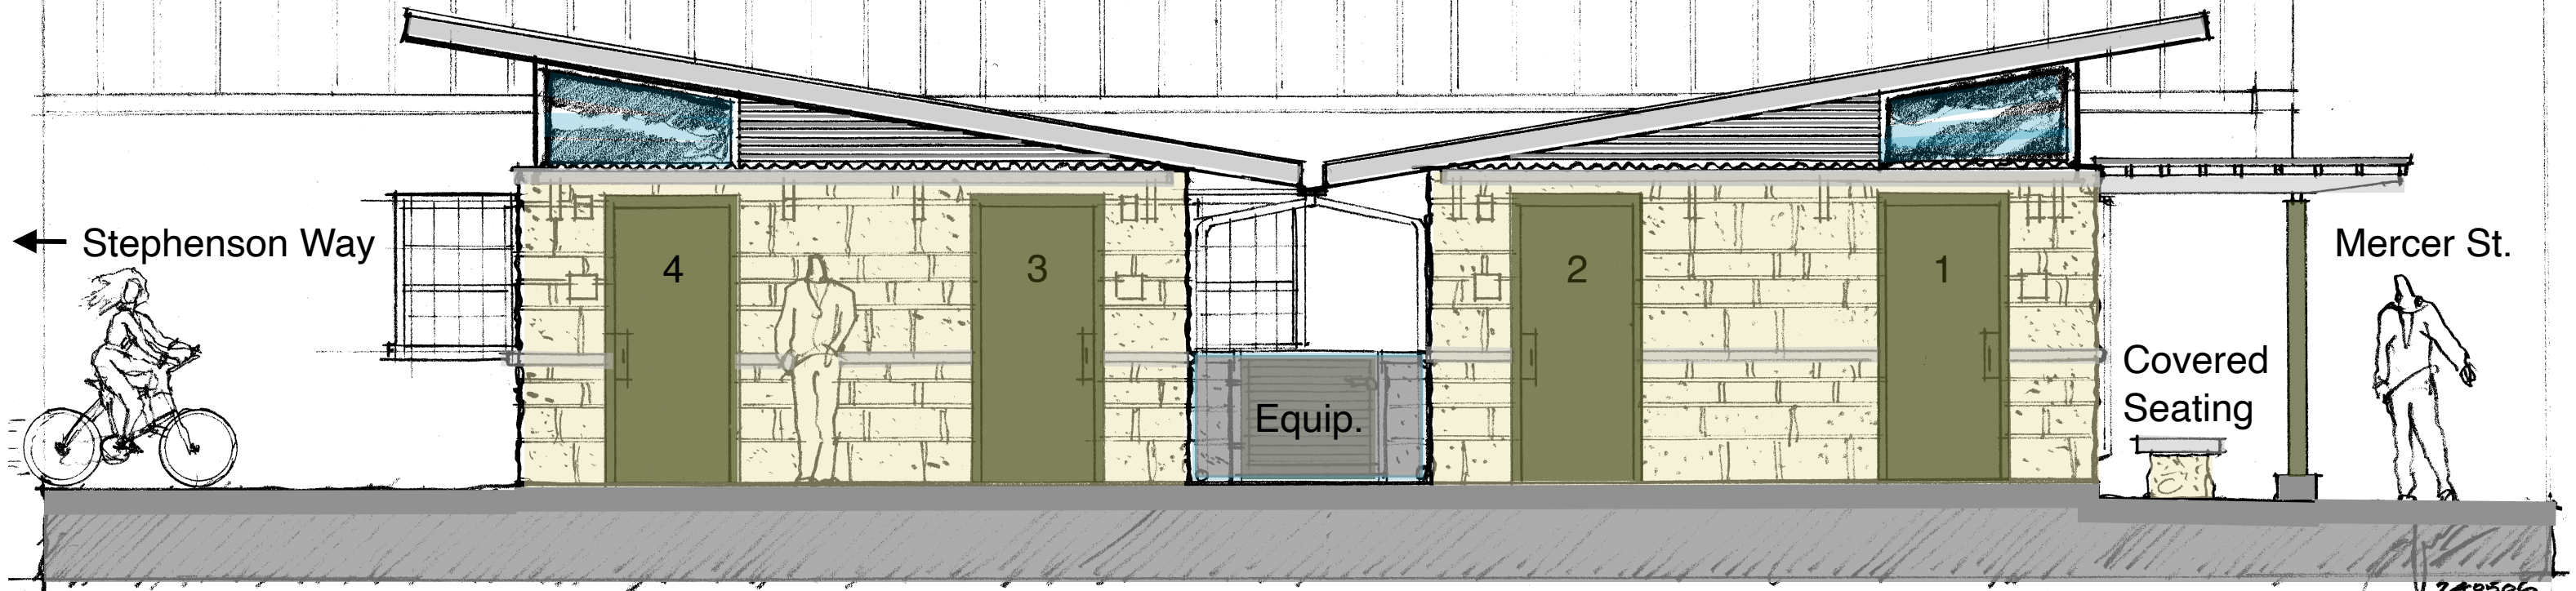 Stephenson Way
4
3
2
1
Mercer St.
Covered
Seating
Equip.